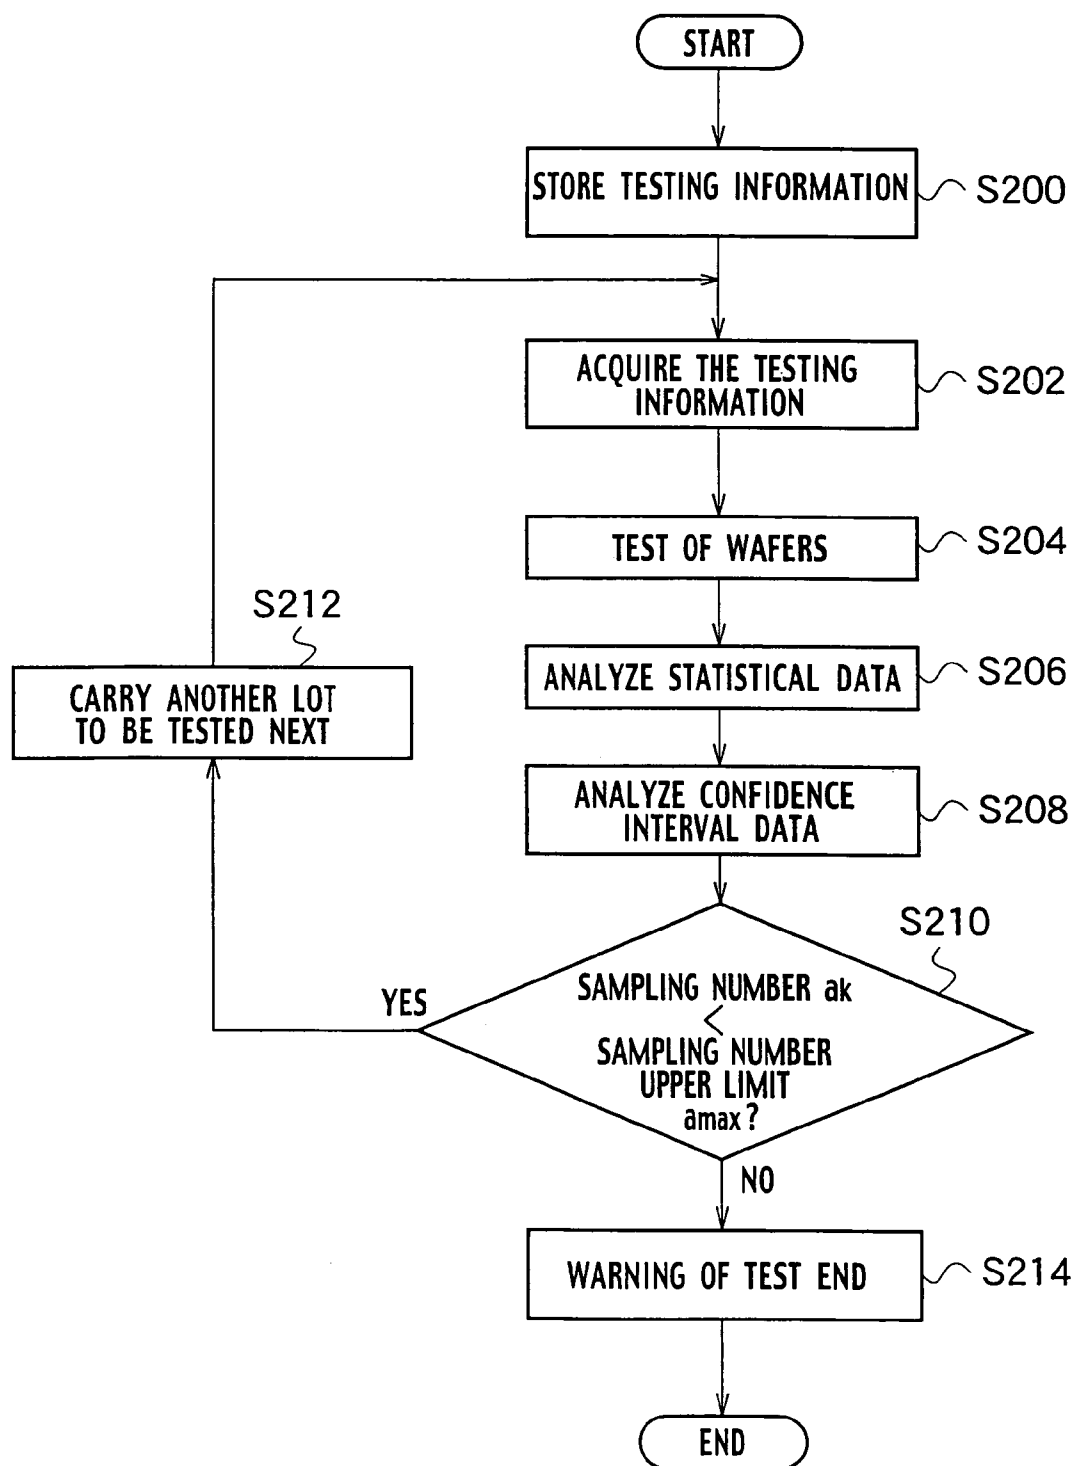 START
STORE TESTING INFORMATION
S200
ACQUIRE THE TESTING
INFORMATION
S202
TEST OF WAFERS
S204
S212
CARRY ANOTHER LOT
TO BE TESTED NEXT
ANALYZE STATISTICAL DATA
S206
ANALYZE CONFIDENCE
INTERVAL DATA
S208
S210
SAMPLING NUMBER ak
<
SAMPLING NUMBER
UPPER LIMIT
amax?
YES
NO
WARNING OF TEST END
S214
END